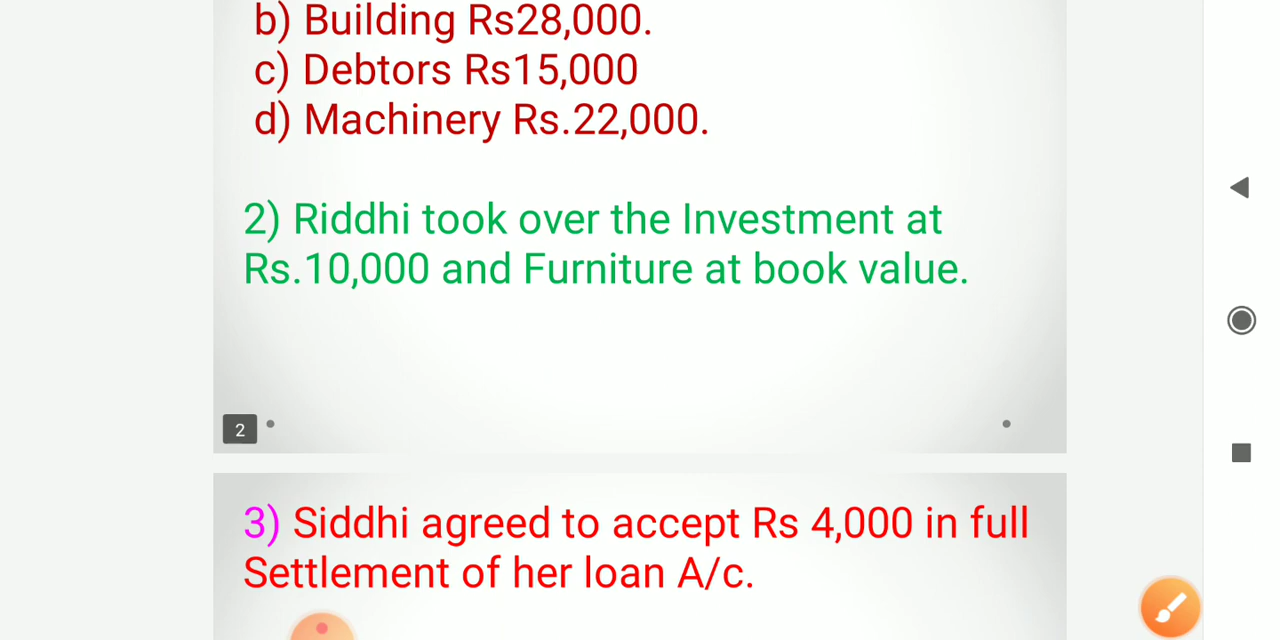 b) Building Rs28,000.
c) Debtors Rs15,000
d) Machinery Rs.22,000.
2) Riddhi took over the Investment at
Rs.10,000 and Furniture at book value.
2
3) Siddhi agreed to accept Rs 4,000 in full
Settlement of her loan A/c.